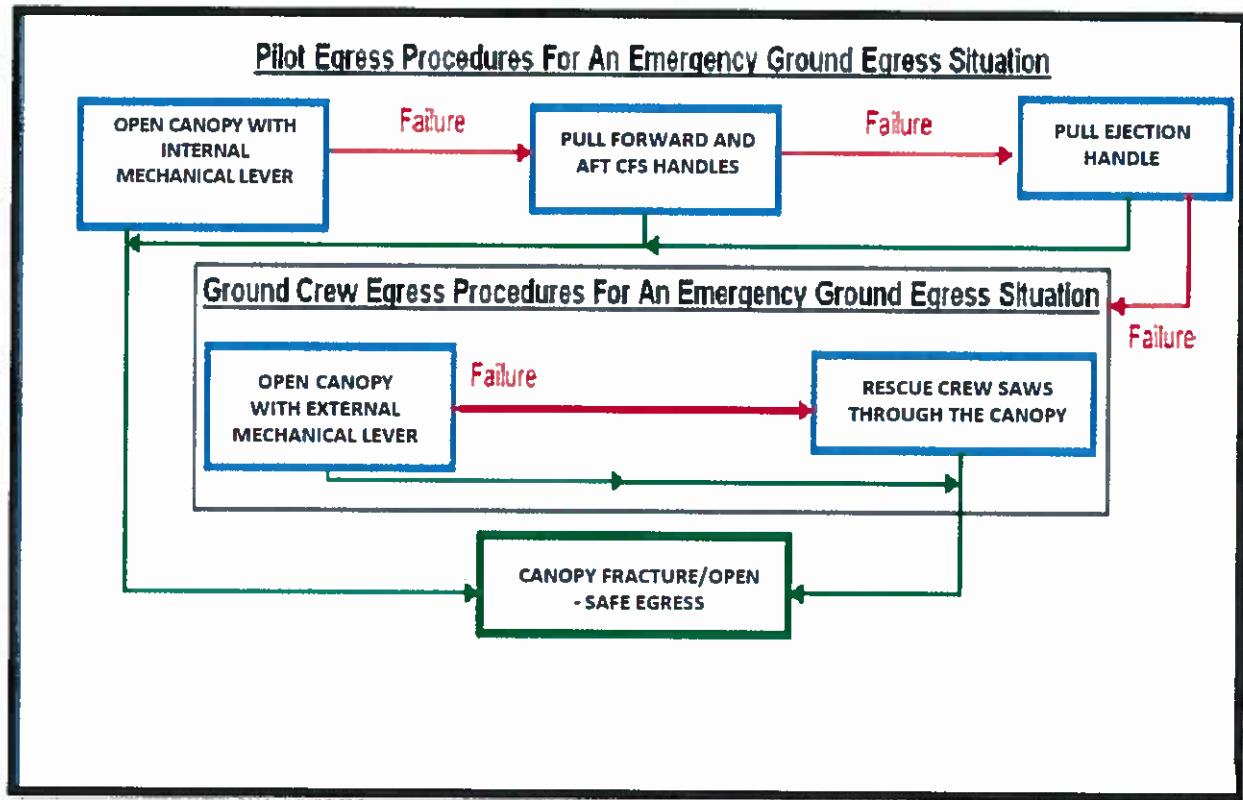 Pilot Egress Procedures For An Emergency Ground Egress Situation
OPEN CANOPY WITH
INTERNAL
MECHANICAL LEVER
Failure
PULL FORWARD AND
AFT CFS HANDLES
Failure
PULL EJECTION
HANDLE
Ground Crew Egress Procedures For An Emergency Ground Egress Situation
Failure
OPEN CANOPY
WITH EXTERNAL
MECHANICAL LEVER
Failure
RESCUE CREW SAWS
THROUGH THE CANOPY
CANOPY FRACTURE/OPEN
- SAFE EGRESS